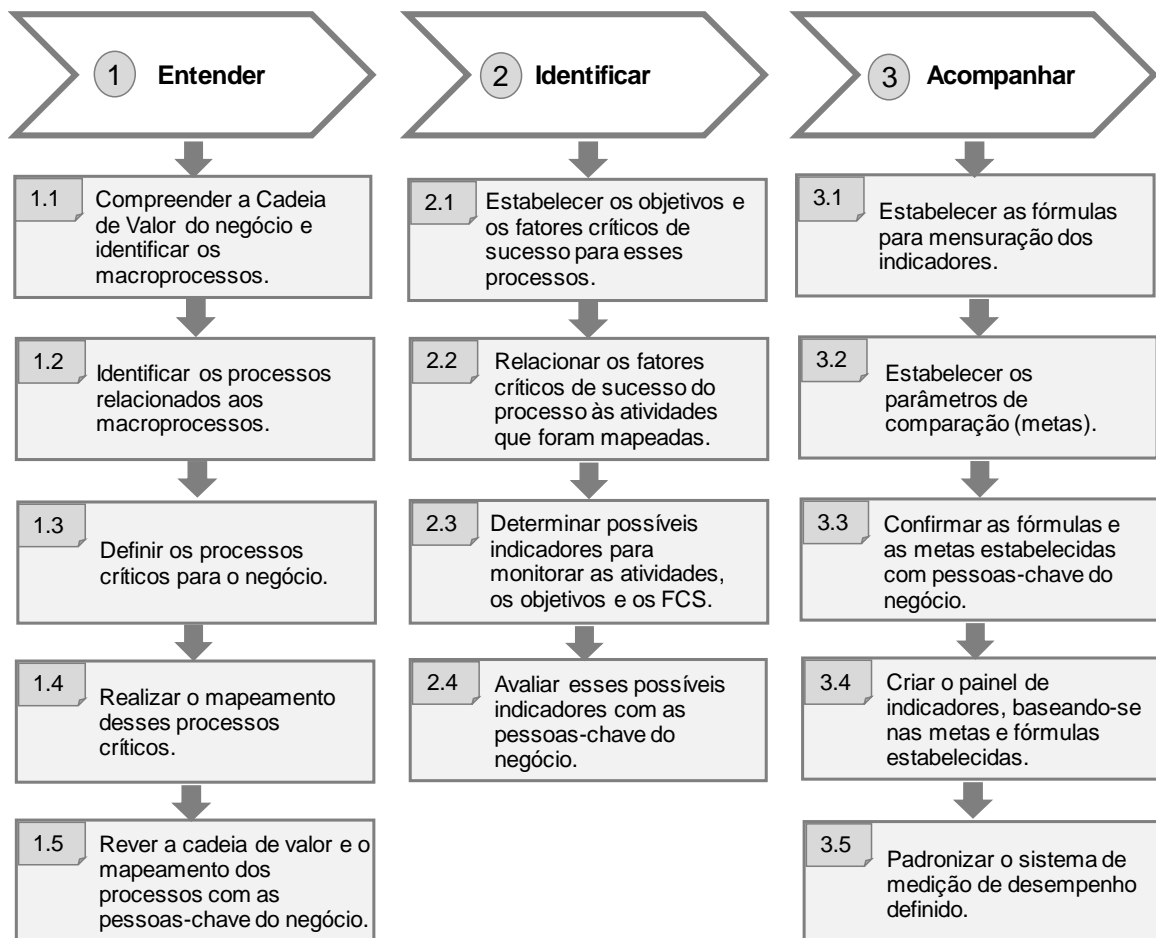 1 Entender
1.1
Compreender a Cadeia
de Valor do negócio e
identificar os
macroprocessos.
1.2
Identificar os processos
relacionados aos
macroprocessos.
1.3
Definir os processos
críticos para o negócio.
1.4
Realizar o mapeamento
desses processos
críticos.
1.5
Rever a cadeia de valor e o
mapeamento dos
processos com as
pessoas-chave do negócio.
2 Identificar
2.1
Estabelecer os objetivos e
os fatores críticos de
sucesso para esses
processos.
2.2
Relacionar os fatores
críticos de sucesso do
processo às atividades
que foram mapeadas.
2.3
Determinar possíveis
indicadores para
monitorar as atividades,
os objetivos e os FCS.
2.4
Avaliar esses possíveis
indicadores com as
pessoas-chave do
negócio.
3 Acompanhar
3.1
Estabelecer as fórmulas
para mensuração dos
indicadores.
3.2
Estabelecer os
parâmetros de
comparação (metas).
3.3
Confirmar as fórmulas e
as metas estabelecidas
com pessoas-chave do
negócio.
3.4
Criar o painel de
indicadores, baseando-se
nas metas e fórmulas
estabelecidas.
3.5
Padronizar o sistema de
medição de desempenho
definido.